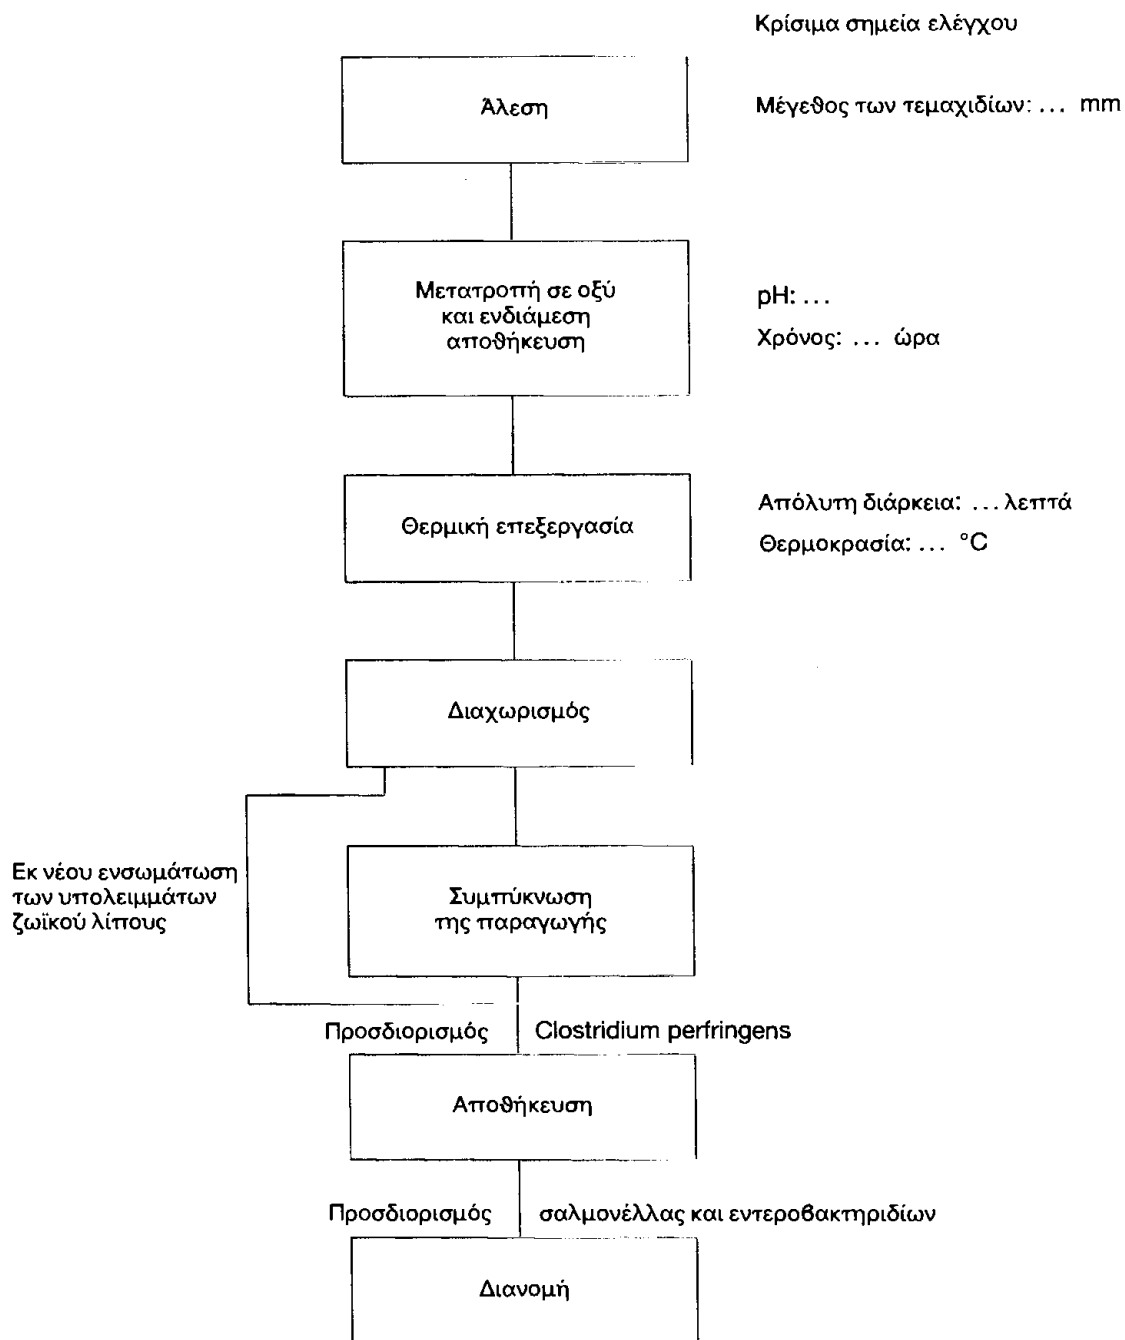 Κρίσιμα σημεία ελέγχου
Άλεση
Μέγεθος των τεμαχιδίων: ... mm
Μετατροπή σε οξύ
και ενδιάμεση
αποθήκευση
pH: ...
Χρόνος: ... ώρα
Θερμική επεξεργασία
Απόλυτη διάρκεια: ... λεπτά
Θερμοκρασία: ... °C
Διαχωρισμός
Εκ νέου ενσωμάτωση
των υπολειμμάτων
ζωϊκού λίπους
Συμπύκνωση
της παραγωγής
Προσδιορισμός Clostridium perfringens
Αποθήκευση
Προσδιορισμός σαλμονέλλας και εντεροβακτηριδίων
Διανομή